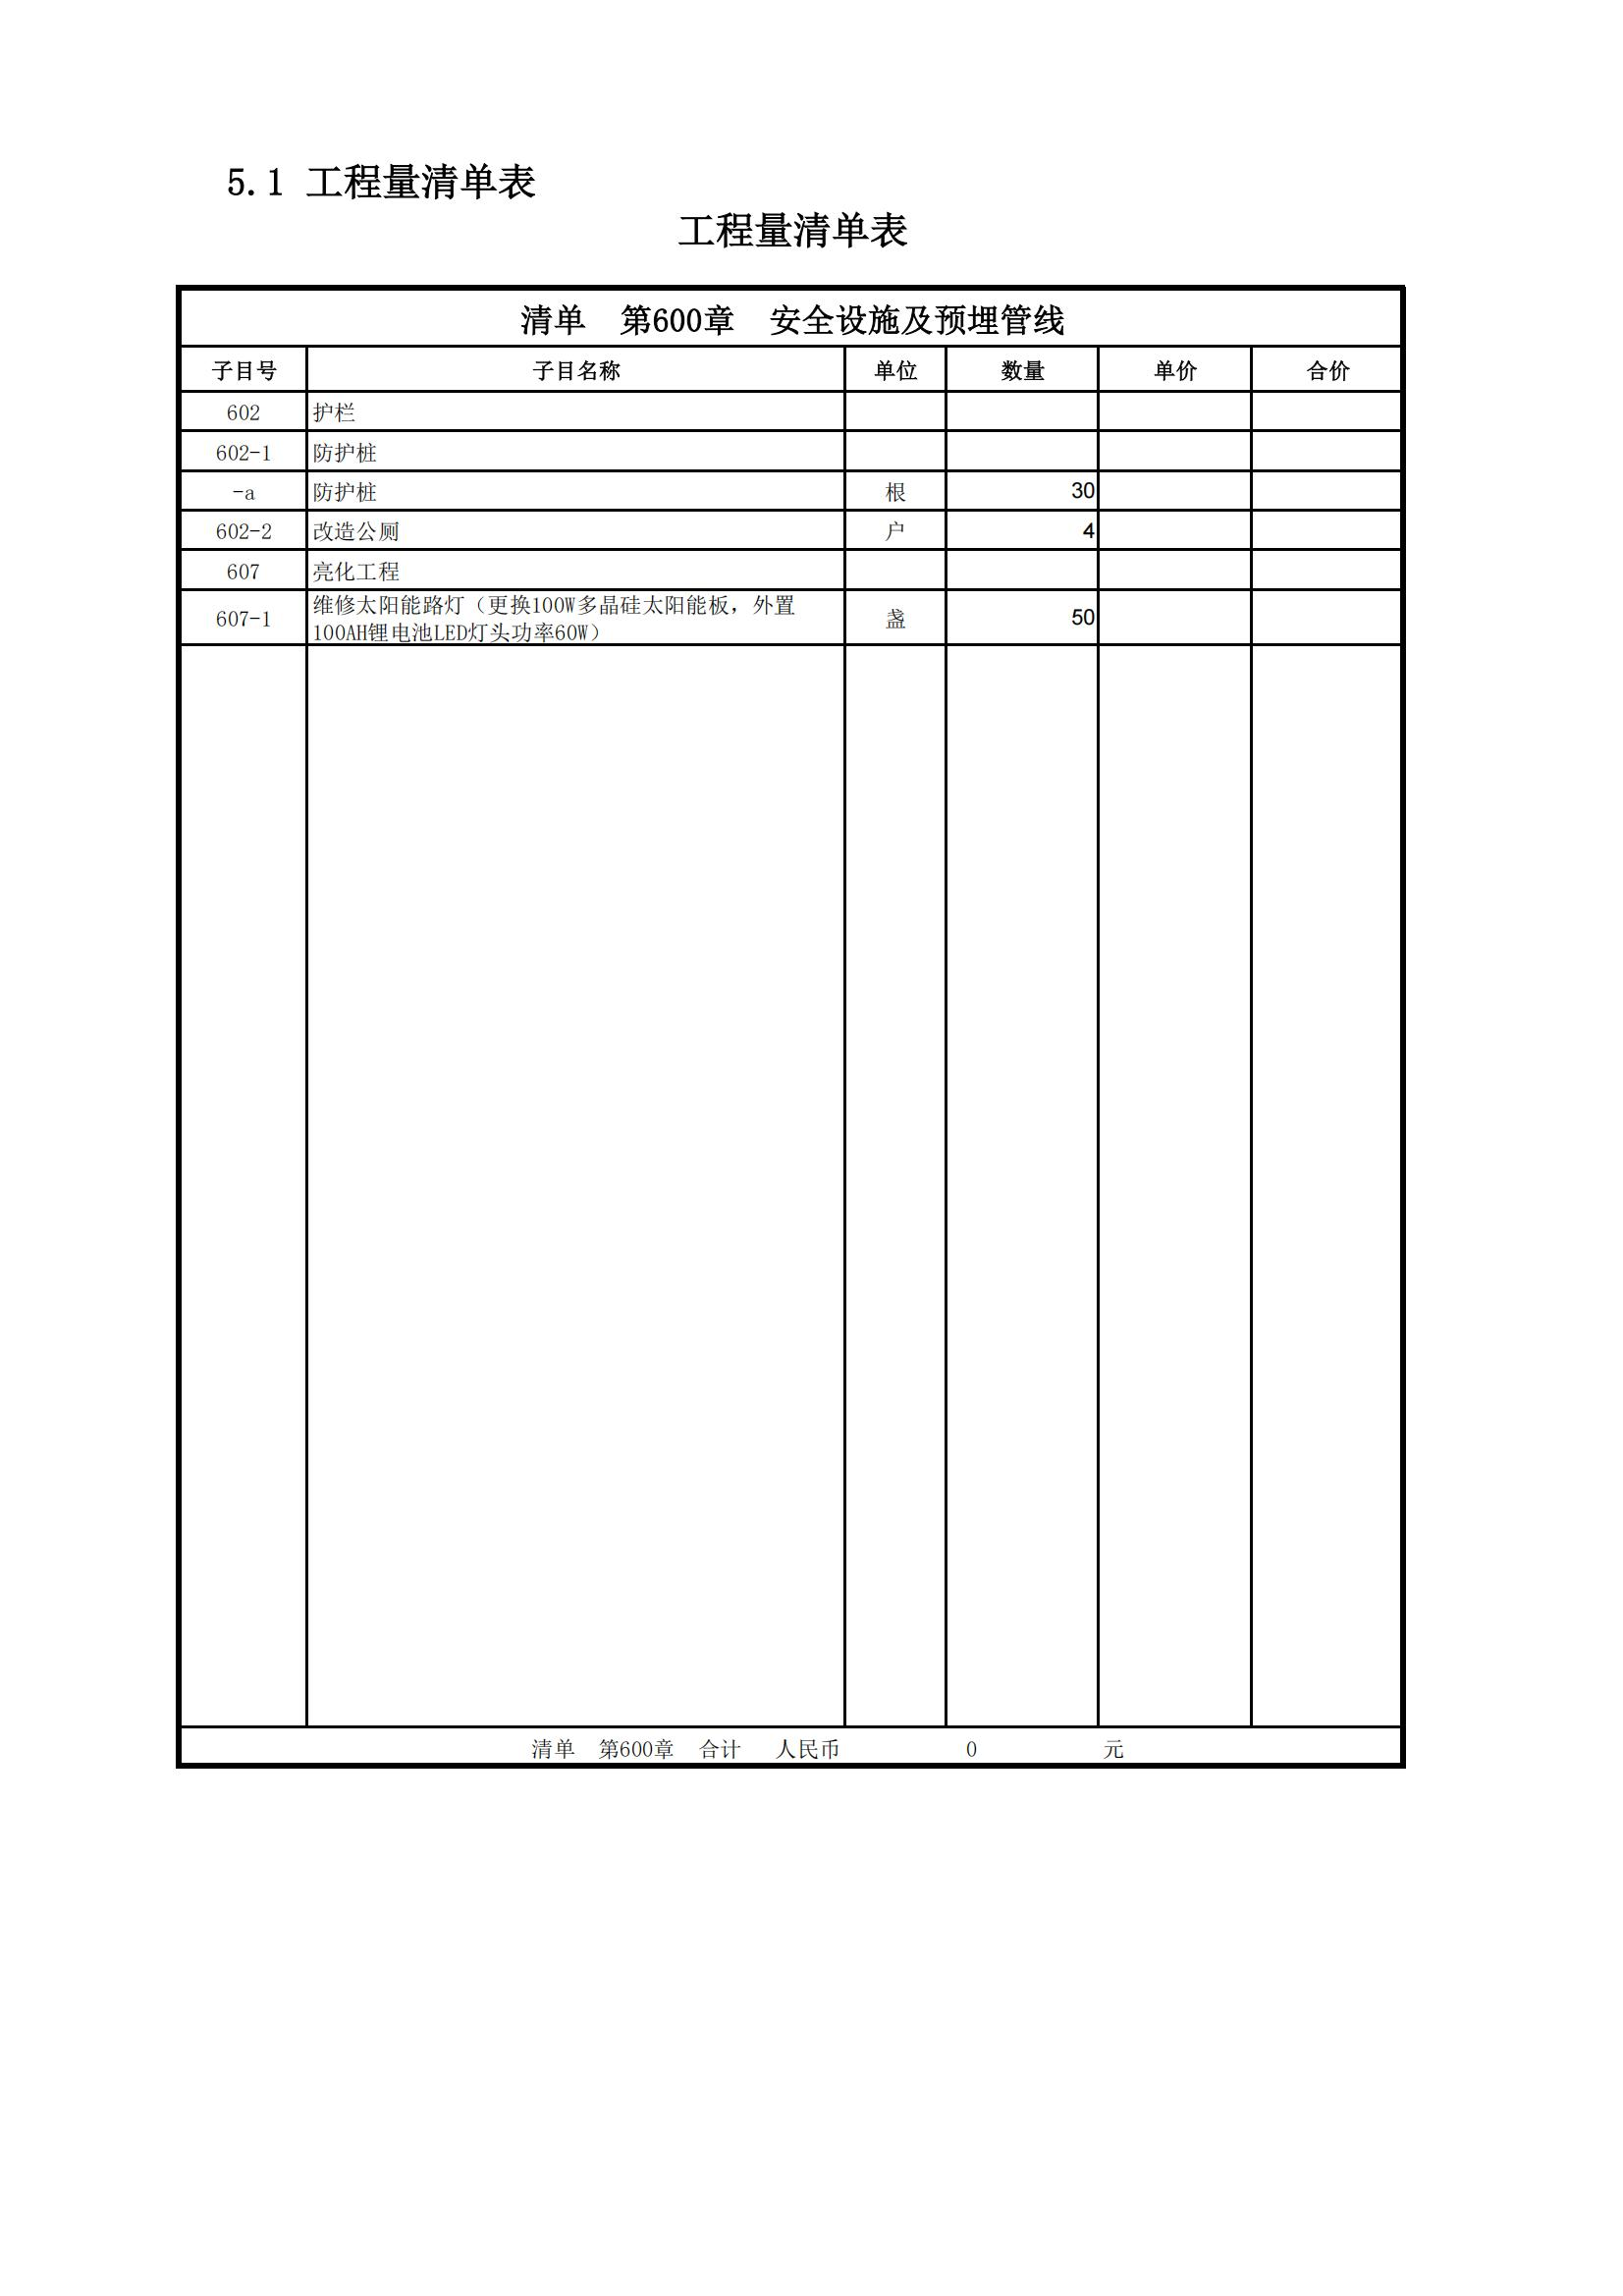 5.1 工程量清单表
工程量清单表
清单 第600章 安全设施及预埋管线
子目号 子目名称 单位 数量 单价 合价
602 护栏
602-1 防护桩
-a 防护桩 根 30
602-2 改造公厕 户 4
607 亮化工程
607-1 维修太阳能路灯（更换100W多晶硅太阳能板，外置 盏 50
100AH锂电池LED灯头功率60W）
清单 第600章 合计 人民币 0 元